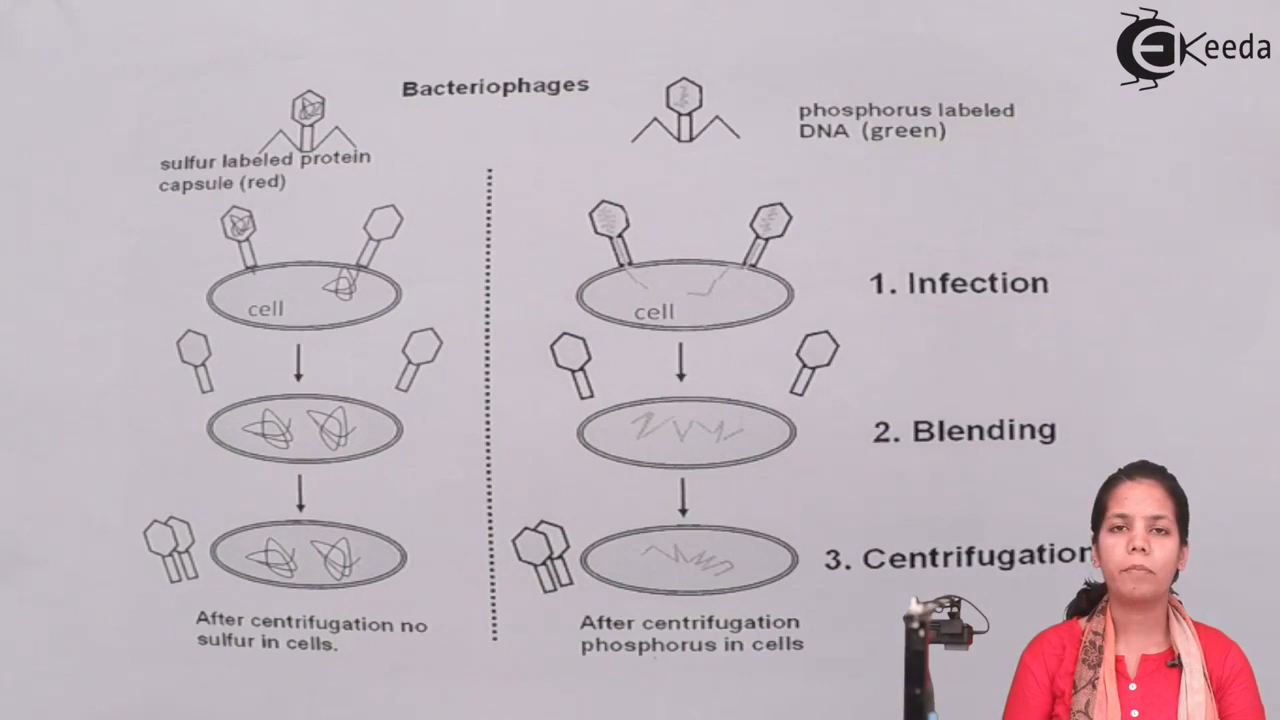 Keeda
Bacteriophages
sulfur labeled protein
capsule (red)
phosphorus labeled
DNA (green)
cell
cell
1. Infection
2. Blending
3. Centrifugation
After centrifugation no
sulfur in cells.
After centrifugation
phosphorus in cells